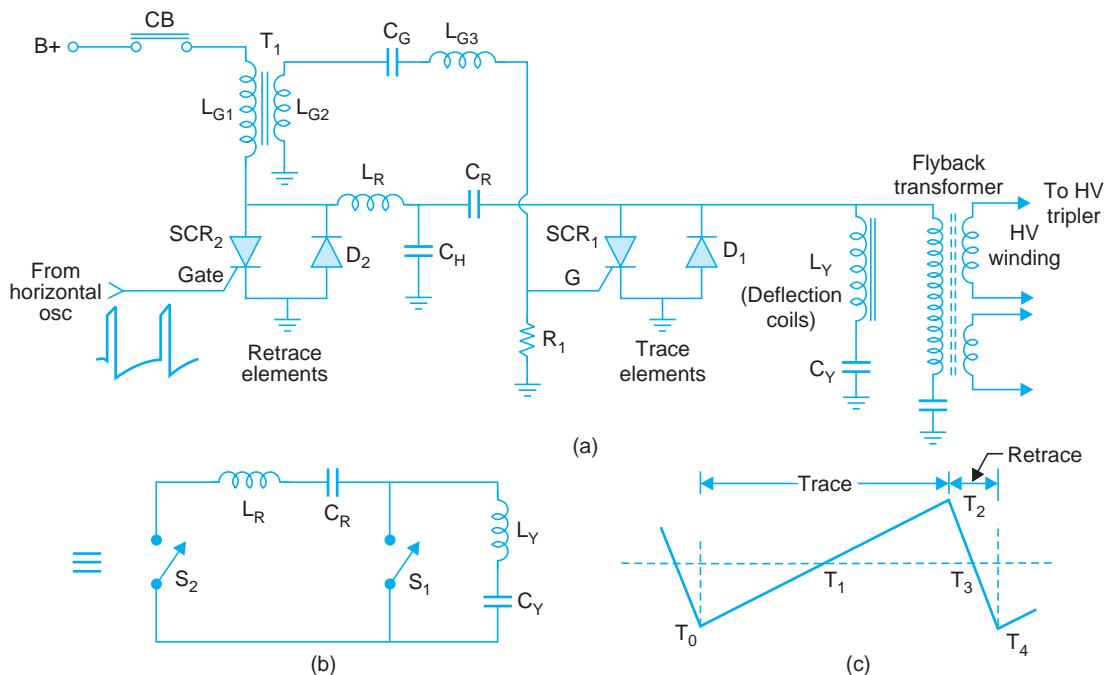 B+
CB
T1
LG1
LG2
CG
LG3
LR
CR
SCR2
Gate
D2
CH
From
horizontal
osc
Retrace
elements
SCR1
G
D1
R1
Trace
elements
LY
(Deflection
coils)
CY
Flyback
transformer
To HV
tripler
HV
winding
(a)
LR
CR
LY
S2
S1
CY
(b)
Retrace
Trace
T2
T1
T3
T0
T4
(c)